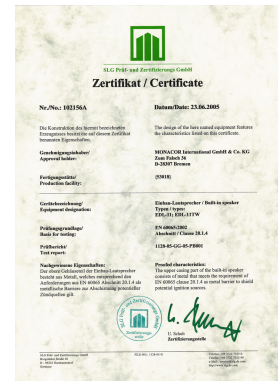 SLG Prüf- und Zertifizierungs GmbH
Zertifikat / Certificate
Nr./No.: 102156A
Datum/Date: 23.06.2005
Die Konstruktion des hiermit bezeichneten
Erzeugnisses besitzt die auf diesem Zertifikat
benannten Eigenschaften.
The design of the here named equipment features
the characteristics listed on this certificate.
Genehmigungsinhaber/
Approval holder:
MONACOR International GmbH & Co. KG
Zum Falsch 36
D-28307 Bremen
Fertigungsstätte/
Production facility:
[53018]
Gerätebezeichnung/
Equipment designation:
Einbau-Lautsprecher / Built-in speaker
Typen / types:
EDL-11; EDL-11TW
Prüfungsgrundlage/
Basis for testing:
EN 60065:2002
Abschnitt / Clause 20.1.4
Prüfbericht/
Test report:
1128-05-GG-05-PB001
Nachgewiesene Eigenschaften:
Der obere Gehäuseteil der Einbau-Lautsprecher
besteht aus Metall, welches entsprechend den
Anforderungen aus EN 60065 Abschnitt 20.1.4 als
metallische Barriere zur Abschirmung potenzieller
Zündquellen gilt.
Proofed characteristics:
The upper casing part of the built-in speaker
consists of metal that meets the requirement of
EN 60065 clause 20.1.4 as metal barrier to shield
potential ignition sources.
U. Schult
Zertifizierungsstelle
SLG Prüf- und Zertifizierungs GmbH